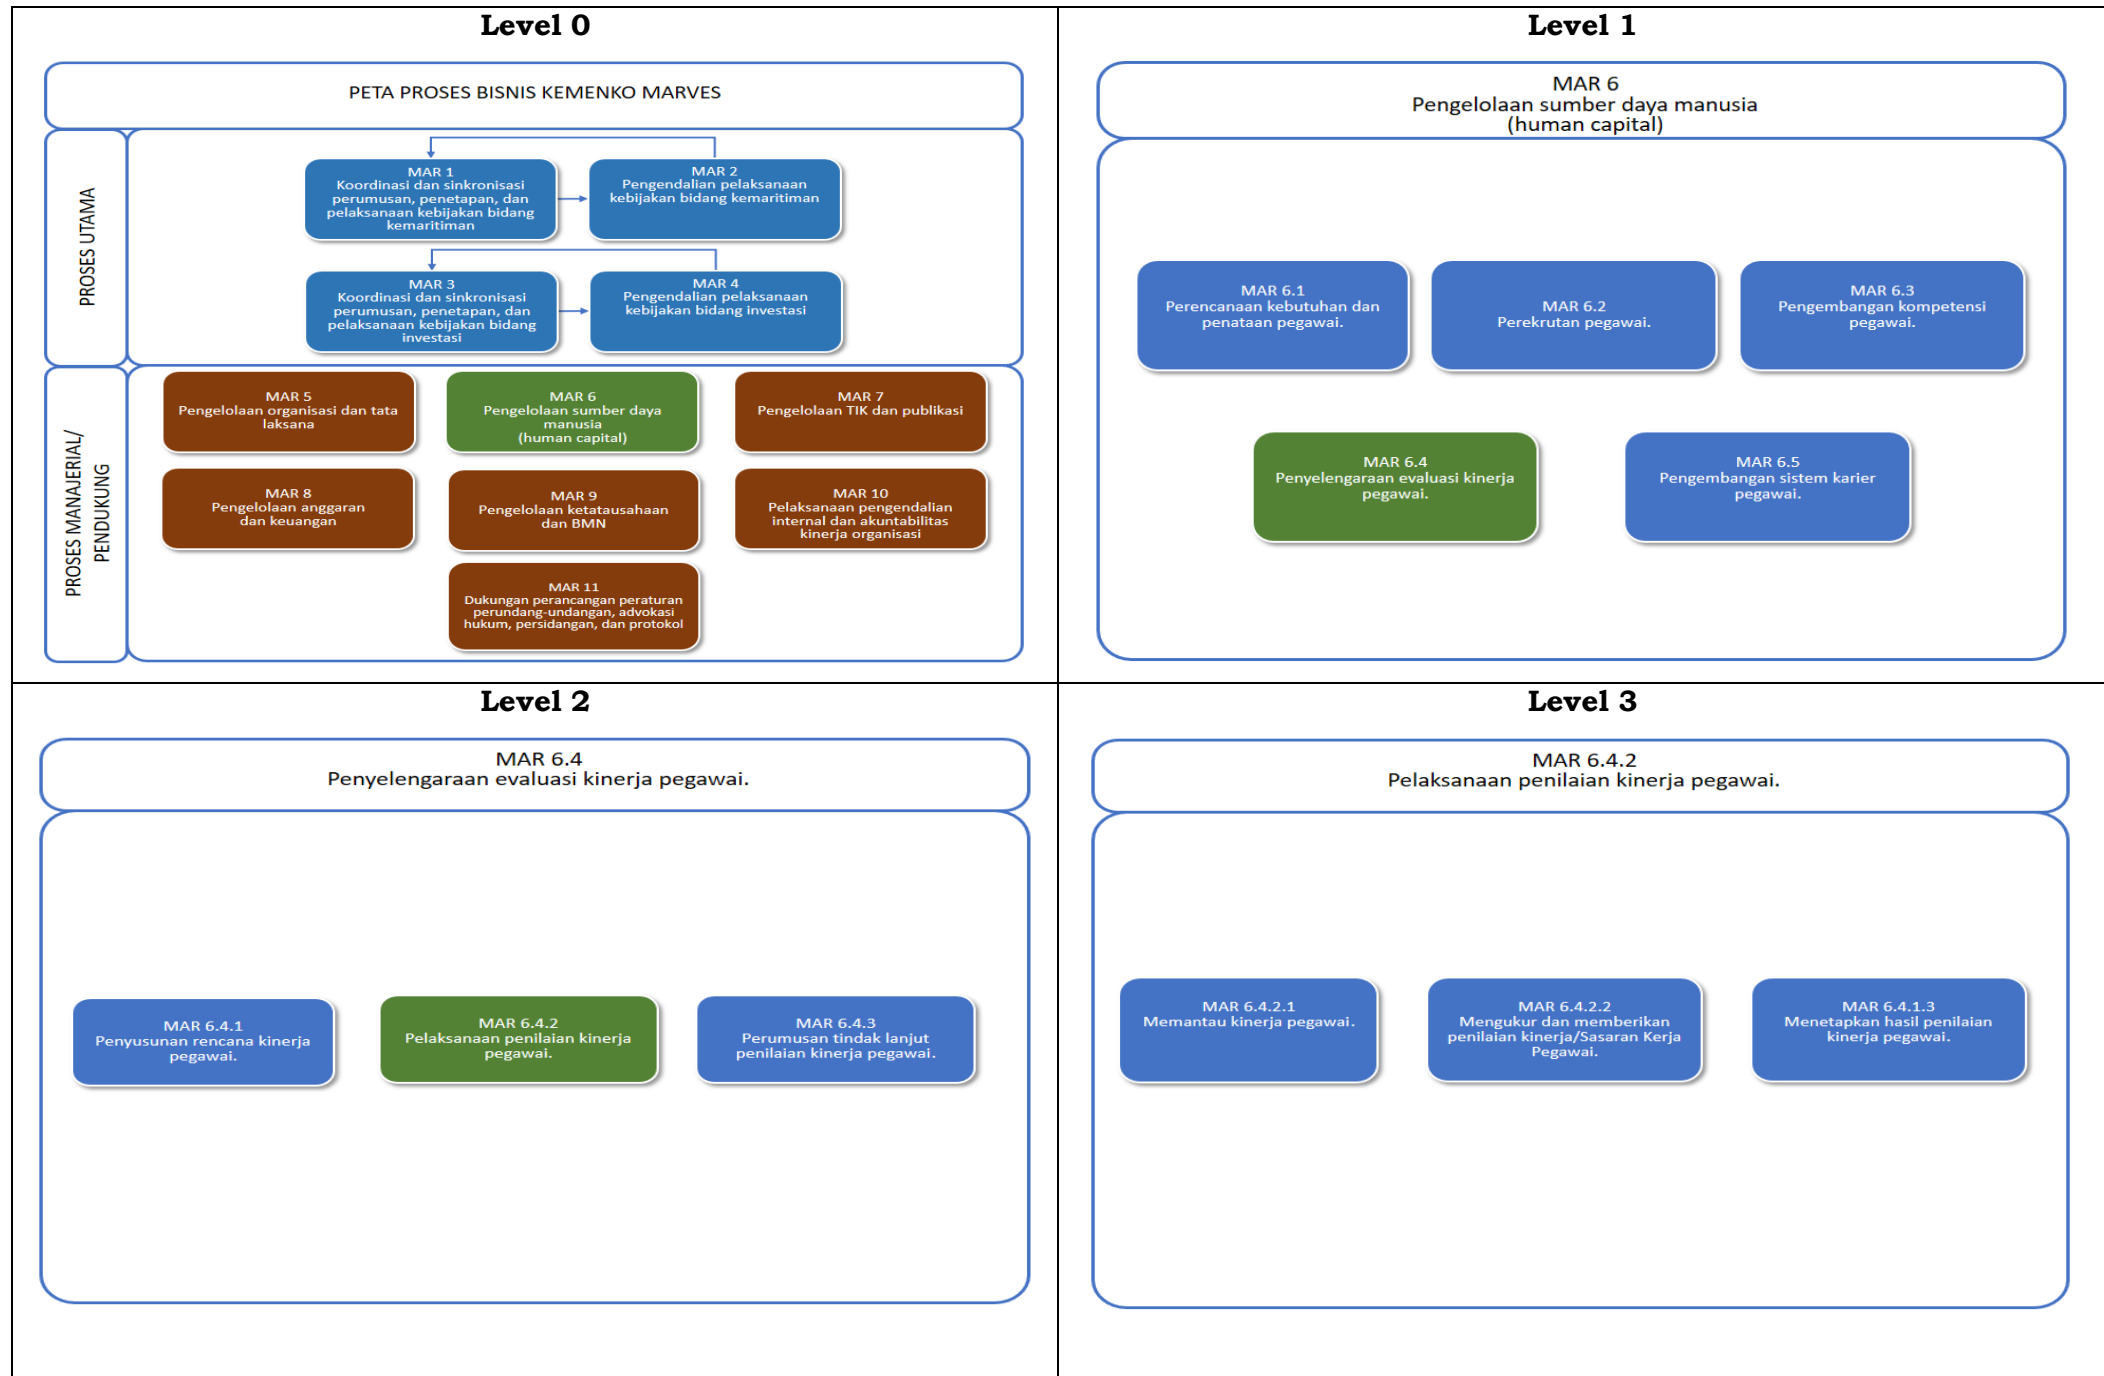 Level 0
PETA PROSES BISNIS KEMENKO MARVES
PROSES UTAMA
MAR 1
Koordinasi dan sinkronisasi
perumusan, penetapan, dan
pelaksanaan kebijakan bidang
kemaritiman
MAR 2
Pengendalian pelaksanaan
kebijakan bidang kemaritiman
MAR 3
Koordinasi dan sinkronisasi
perumusan, penetapan, dan
pelaksanaan kebijakan bidang
investasi
MAR 4
Pengendalian pelaksanaan
kebijakan bidang investasi
PROSES MANAJERIAL/
PENDUKUNG
MAR 5
Pengelolaan organisasi dan tata
laksana
MAR 6
Pengelolaan sumber daya
manusia
(human capital)
MAR 7
Pengelolaan TIK dan publikasi
MAR 8
Pengelolaan anggaran
dan keuangan
MAR 9
Pengelolaan ketatausahaan
dan BMN
MAR 10
Pelaksanaan pengendalian
internal dan akuntabilitas
kinerja organisasi
MAR 11
Dukungan perancangan peraturan
perundang-undangan, advokasi
hukum, persidangan, dan protokol
Level 1
MAR 6
Pengelolaan sumber daya manusia
(human capital)
MAR 6.1
Perencanaan kebutuhan dan
penataan pegawai.
MAR 6.2
Perekrutan pegawai.
MAR 6.3
Pengembangan kompetensi
pegawai.
MAR 6.4
Penyelengaraan evaluasi kinerja
pegawai.
MAR 6.5
Pengembangan sistem karier
pegawai.
Level 2
MAR 6.4
Penyelengaraan evaluasi kinerja pegawai.
MAR 6.4.1
Penyusunan rencana kinerja
pegawai.
MAR 6.4.2
Pelaksanaan penilaian kinerja
pegawai.
MAR 6.4.3
Perumusan tindak lanjut
penilaian kinerja pegawai.
Level 3
MAR 6.4.2
Pelaksanaan penilaian kinerja pegawai.
MAR 6.4.2.1
Memantau kinerja pegawai.
MAR 6.4.2.2
Mengukur dan memberikan
penilaian kinerja/Sasaran Kerja
Pegawai.
MAR 6.4.1.3
Menetapkan hasil penilaian
kinerja pegawai.